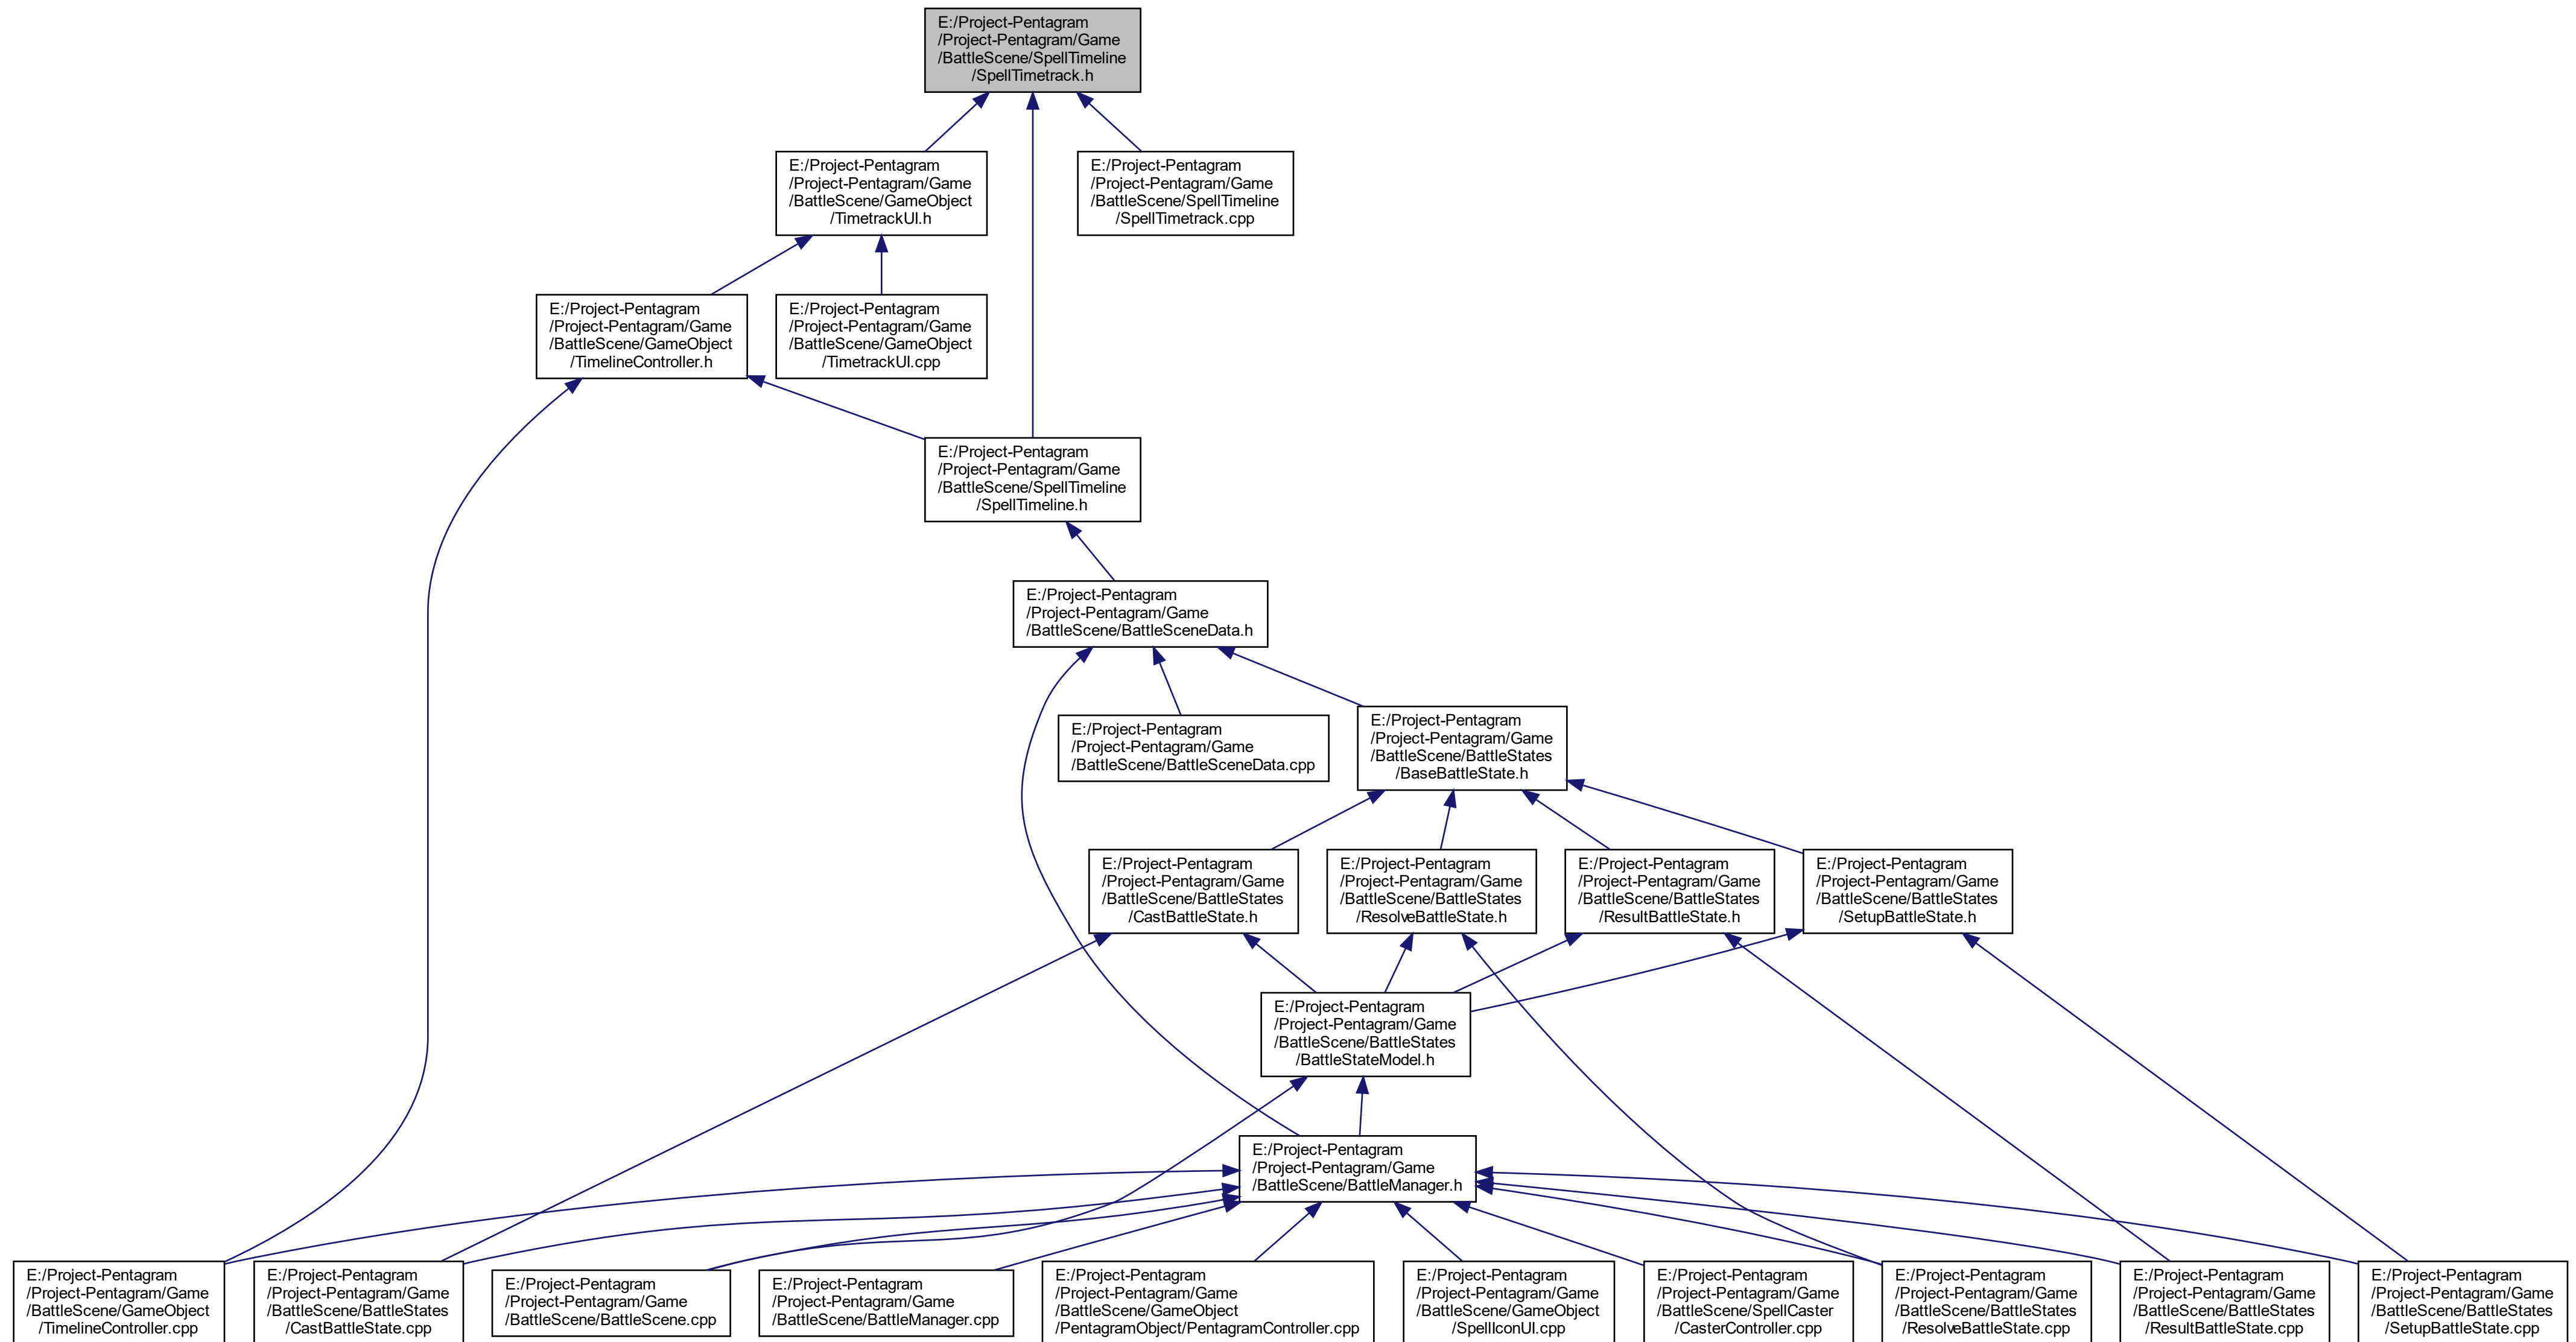 E:/Project-Pentagram
/Project-Pentagram/Game
/BattleScene/SpellTimeline
/SpellTimetrack.h
E:/Project-Pentagram
/Project-Pentagram/Game
/BattleScene/GameObject
/TimetrackUI.h
E:/Project-Pentagram
/Project-Pentagram/Game
/BattleScene/SpellTimeline
/SpellTimetrack.cpp
E:/Project-Pentagram
/Project-Pentagram/Game
/BattleScene/GameObject
/TimelineController.h
E:/Project-Pentagram
/Project-Pentagram/Game
/BattleScene/GameObject
/TimetrackUI.cpp
E:/Project-Pentagram
/Project-Pentagram/Game
/BattleScene/SpellTimeline
/SpellTimeline.h
E:/Project-Pentagram
/Project-Pentagram/Game
/BattleScene/BattleSceneData.h
E:/Project-Pentagram
/Project-Pentagram/Game
/BattleScene/BattleSceneData.cpp
E:/Project-Pentagram
/Project-Pentagram/Game
/BattleScene/BattleStates
/BaseBattleState.h
E:/Project-Pentagram
/Project-Pentagram/Game
/BattleScene/BattleStates
/CastBattleState.h
E:/Project-Pentagram
/Project-Pentagram/Game
/BattleScene/BattleStates
/ResolveBattleState.h
E:/Project-Pentagram
/Project-Pentagram/Game
/BattleScene/BattleStates
/ResultBattleState.h
E:/Project-Pentagram
/Project-Pentagram/Game
/BattleScene/BattleStates
/SetupBattleState.h
E:/Project-Pentagram
/Project-Pentagram/Game
/BattleScene/BattleStates
/BattleStateModel.h
E:/Project-Pentagram
/Project-Pentagram/Game
/BattleScene/BattleManager.h
E:/Project-Pentagram
/Project-Pentagram/Game
/BattleScene/GameObject
/TimelineController.cpp
E:/Project-Pentagram
/Project-Pentagram/Game
/BattleScene/BattleStates
/CastBattleState.cpp
E:/Project-Pentagram
/Project-Pentagram/Game
/BattleScene/BattleScene.cpp
E:/Project-Pentagram
/Project-Pentagram/Game
/BattleScene/BattleManager.cpp
E:/Project-Pentagram
/Project-Pentagram/Game
/BattleScene/GameObject
/PentagramObject/PentagramController.cpp
E:/Project-Pentagram
/Project-Pentagram/Game
/BattleScene/GameObject
/SpellIconUI.cpp
E:/Project-Pentagram
/Project-Pentagram/Game
/BattleScene/SpellCaster
/CasterController.cpp
E:/Project-Pentagram
/Project-Pentagram/Game
/BattleScene/BattleStates
/ResolveBattleState.cpp
E:/Project-Pentagram
/Project-Pentagram/Game
/BattleScene/BattleStates
/ResultBattleState.cpp
E:/Project-Pentagram
/Project-Pentagram/Game
/BattleScene/BattleStates
/SetupBattleState.cpp